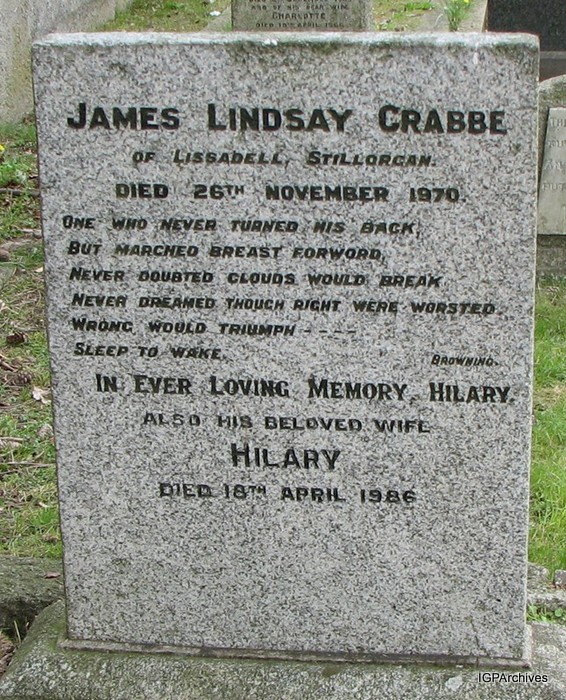 CHARLOTTE
JAMES LINDSAY CRABBE
OF LISSADELL, STILLORGAN.
DIED 26TH NOVEMBER 1970.
ONE WHO NEVER TURNED HIS BACK,
BUT MARCHED BREAST FORWORD,
NEVER DOUBTED CLOUDS WOULD BREAK
NEVER DREAMED THOUGH RIGHT WERE WORSTED
WRONG WOULD TRIUMPH ----
SLEEP TO WAKE. BROWNING.
IN EVER LOVING MEMORY, HILARY.
ALSO HIS BELOVED WIFE
HILARY
DIED 18TH APRIL 1986
IGPArchives